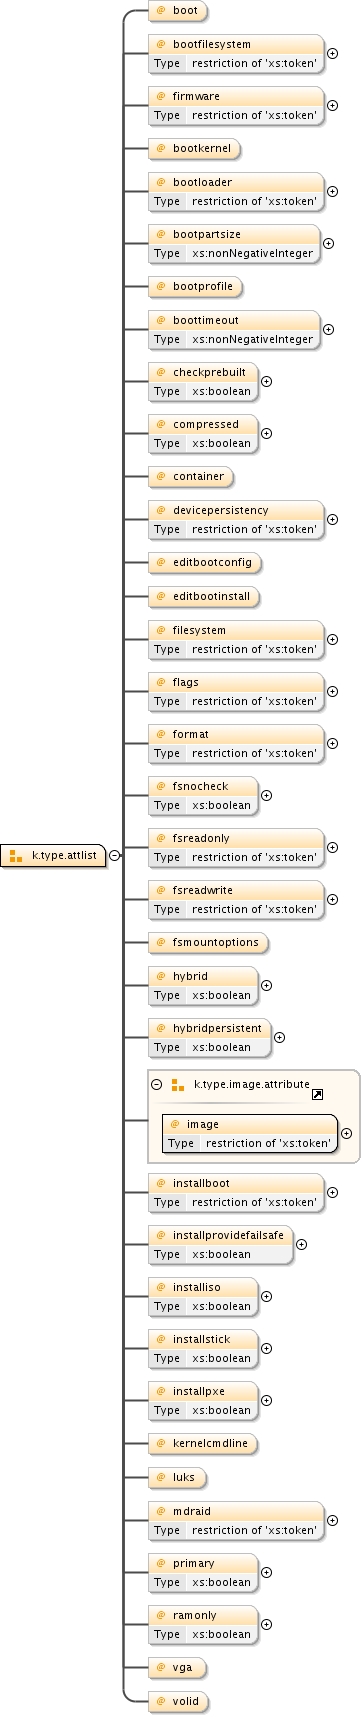 @ boot
@ bootfilesystem
Type restriction of 'xs:token'
@ firmware
Type restriction of 'xs:token'
@ bootkernel
@ bootloader
Type restriction of 'xs:token'
@ bootpartsize
Type xs:nonNegativeInteger
@ bootprofile
@ boottimeout
Type xs:nonNegativeInteger
@ checkprebuilt
Type xs:boolean
@ compressed
Type xs:boolean
@ container
@ devicepersistency
Type restriction of 'xs:token'
@ editbootconfig
@ editbootinstall
@ filesystem
Type restriction of 'xs:token'
@ flags
Type restriction of 'xs:token'
@ format
Type restriction of 'xs:token'
@ fsnocheck
Type xs:boolean
k.type.attlist
@ fsreadonly
Type restriction of 'xs:token'
@ fsreadwrite
Type restriction of 'xs:token'
@ fsmountoptions
@ hybrid
Type xs:boolean
@ hybridpersistent
Type xs:boolean
k.type.image.attribute
@ image
Type restriction of 'xs:token'
@ installboot
Type restriction of 'xs:token'
@ installprovidefailsafe
Type xs:boolean
@ installiso
Type xs:boolean
@ installstick
Type xs:boolean
@ installpxe
Type xs:boolean
@ kernelcmdline
@ luks
@ mdraid
Type restriction of 'xs:token'
@ primary
Type xs:boolean
@ ramonly
Type xs:boolean
@ vga
@ volid